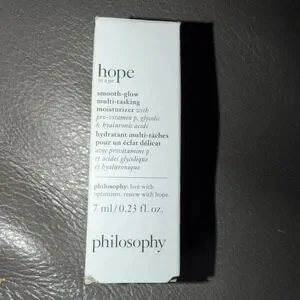 hope
in a jar
smooth-glow
multi-tasking
moisturizer with
pro-vitamin p, glycolic
& hyaluronic acids
hydratant multi-tâches
pour un éclat délicat
avec provitamine p
et acides glycolique
et hyaluronique
philosophy: live with
optimism. renew with hope.
7 ml/0.23 fl. oz.
philosophy